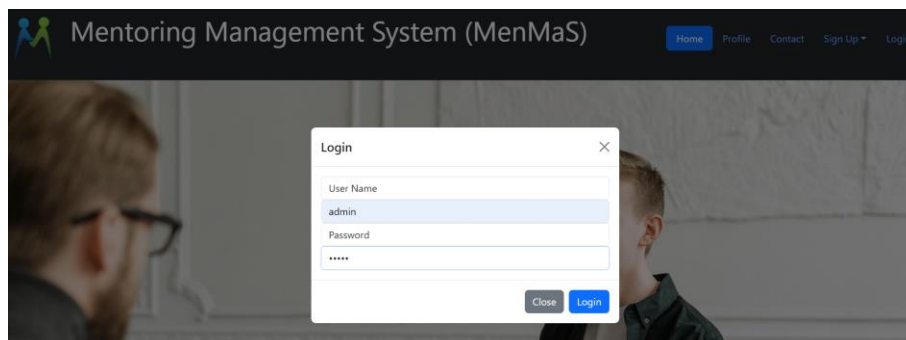 Mentoring Management System (MenMaS)
Home Profile Contact Sign Up
Login
User Name
admin
Password
•••••
Close Login